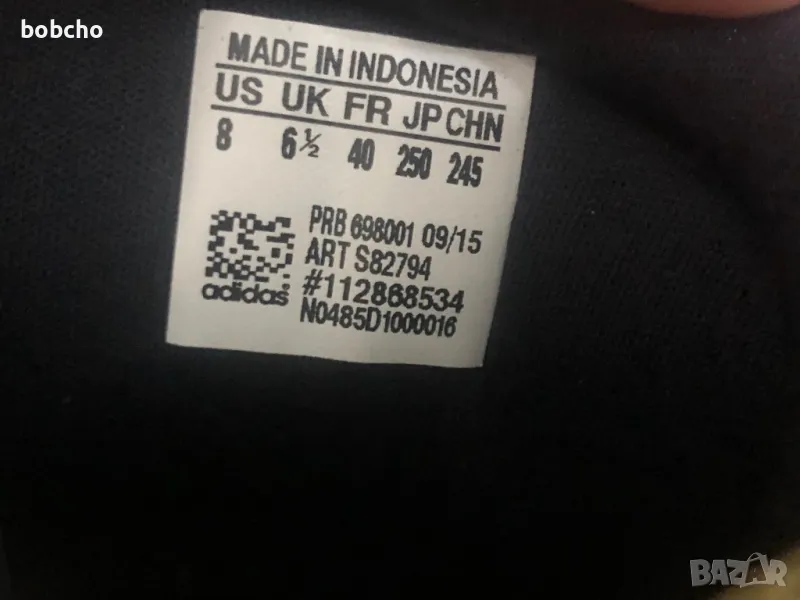 bobcho
MADE IN INDONESIA
US UK FR JP CHN
8 6½ 40 250 245
PRB 698001 09/15
ART S82794
#112868534
N0485D1000016
adidas
BAZAR